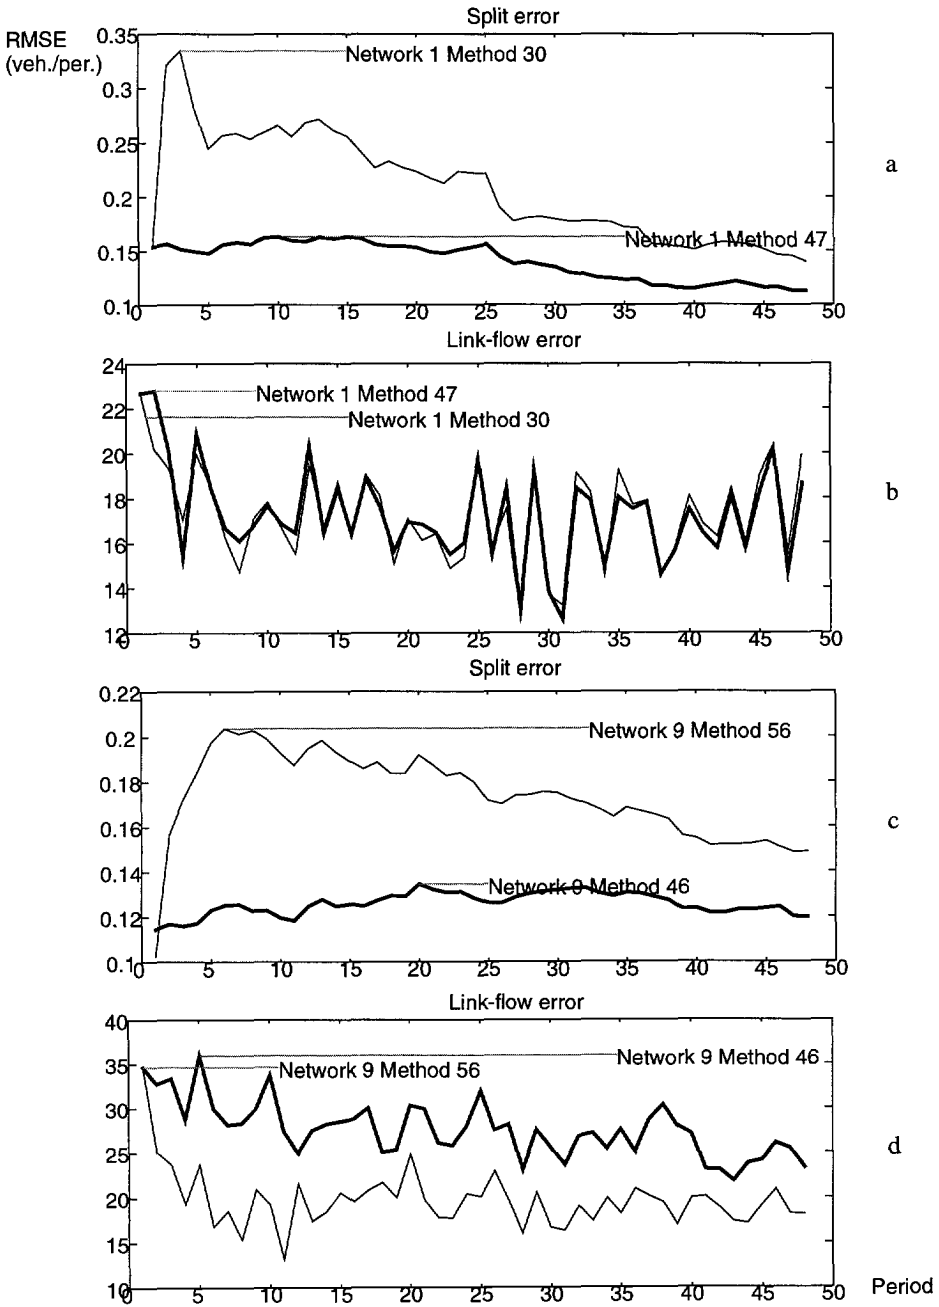 Split error
RMSE
(veh./per.)
0.35
Network 1 Method 30
0.3
0.25
a
0.2
Network 1 Method 47
0.15
0.1
0 5 10 15 20 25 30 35 40 45 50
Link-flow error
24
Network 1 Method 47
22
Network 1 Method 30
20
18
b
16
14
12
0 5 10 15 20 25 30 35 40 45 50
Split error
0.22
0.2
Network 9 Method 56
0.18
0.16
c
0.14
Network 9 Method 46
0.12
0.1
0 5 10 15 20 25 30 35 40 45 50
Link-flow error
40
Network 9 Method 46
35
Network 9 Method 56
30
25
d
20
15
10
0 5 10 15 20 25 30 35 40 45 50
Period